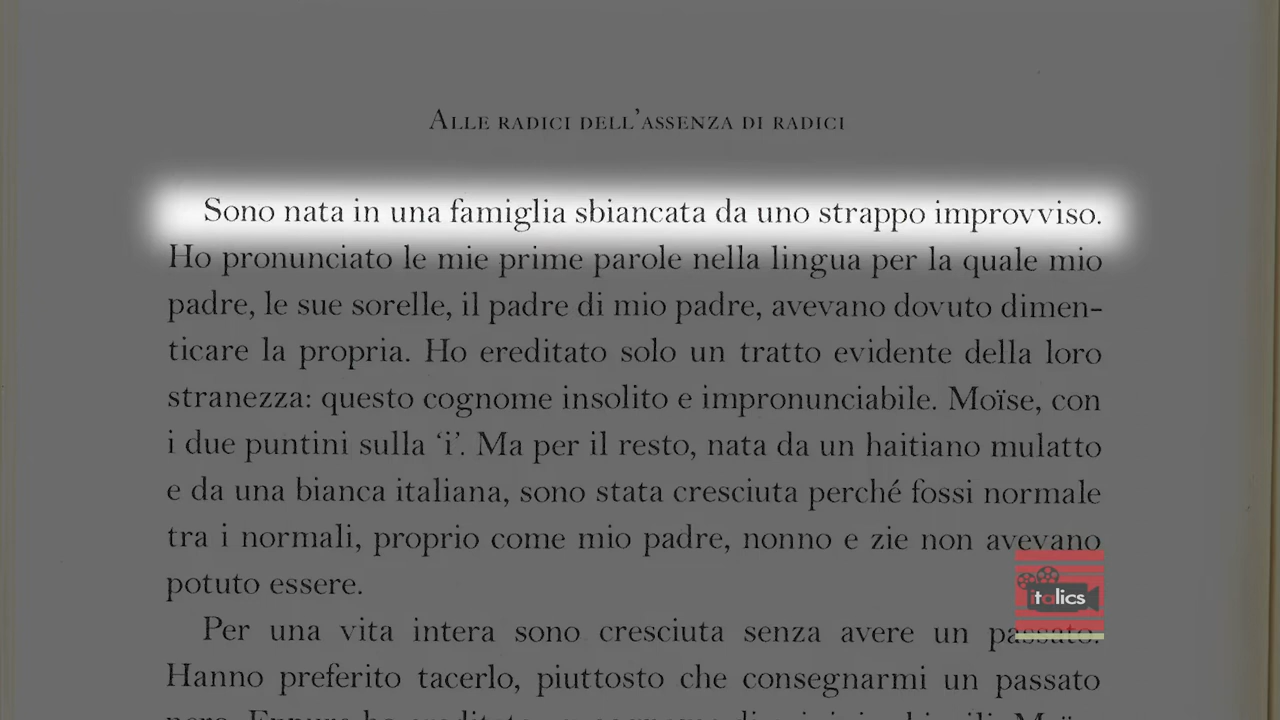 ALLE RADICI DELL'ASSENZA DI RADICI
Sono nata in una famiglia sbiancata da uno strappo improvviso.
Ho pronunciato le mie prime parole nella lingua per la quale mio
padre, le sue sorelle, il padre di mio padre, avevano dovuto dimen-
ticare la propria. Ho ereditato solo un tratto evidente della loro
stranezza: questo cognome insolito e impronunciabile. Moïse, con
i due puntini sulla ‘i’. Ma per il resto, nata da un haitiano mulatto
e da una bianca italiana, sono stata cresciuta perché fossi normale
tra i normali, proprio come mio padre, nonno e zie non avevano
potuto essere.
italics
Per una vita intera sono cresciuta senza avere un passato.
Hanno preferito tacerlo, piuttosto che consegnarmi un passato